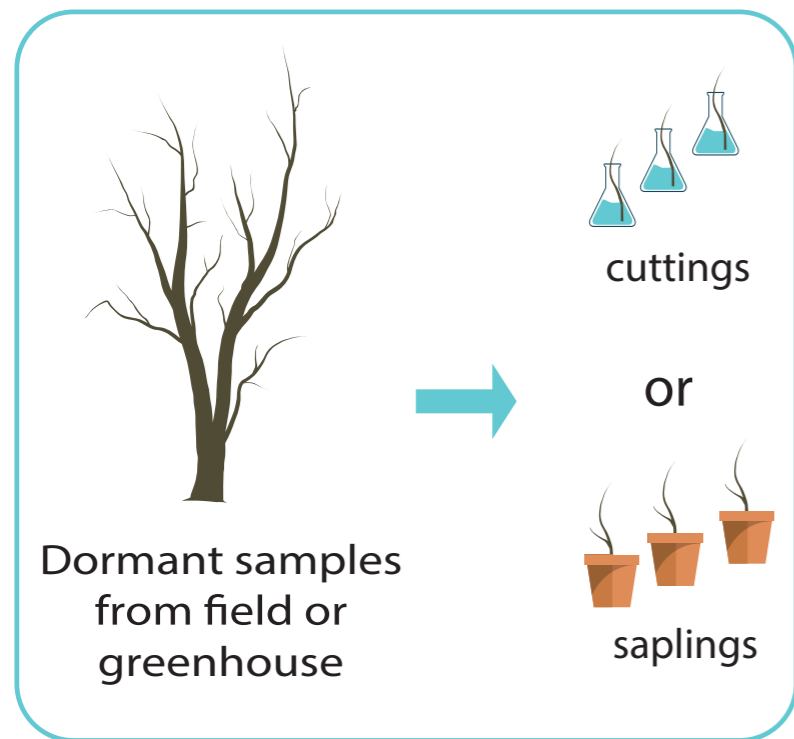 Dormant samples
from field or
greenhouse
cuttings
or
saplings